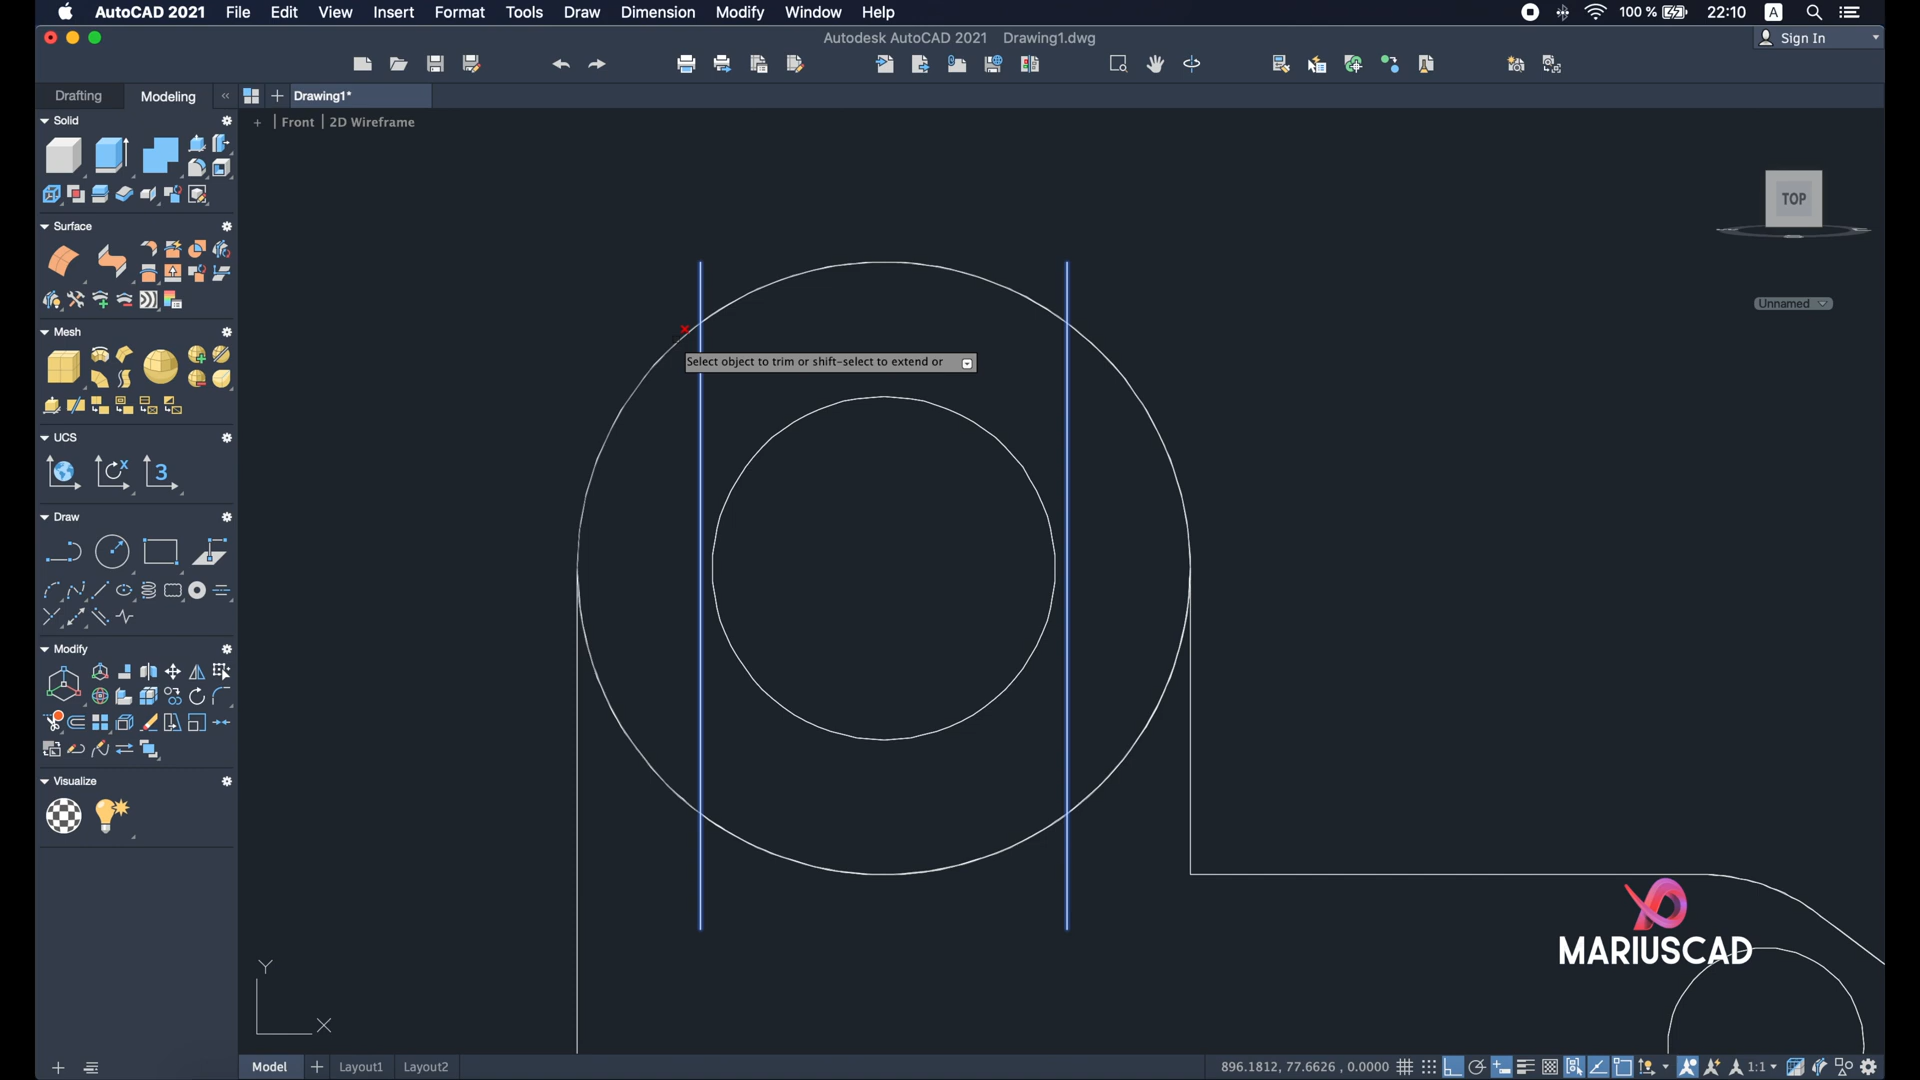 AutoCAD 2021 File Edit View Insert Format Tools Draw Dimension Modify Window Help 100 % 22:10 A
Autodesk AutoCAD 2021 Drawing1.dwg
Sign In
Drafting Modeling Drawing1*
+ | Front | 2D Wireframe
Solid
TOP
Surface
Unnamed
Mesh
Select object to trim or shift-select to extend or
UCS
X
3
Draw
Modify
Visualize
MARIUSCAD
Y
X
Model Layout1 Layout2 896.1812, 77.6626 , 0.0000 1:1